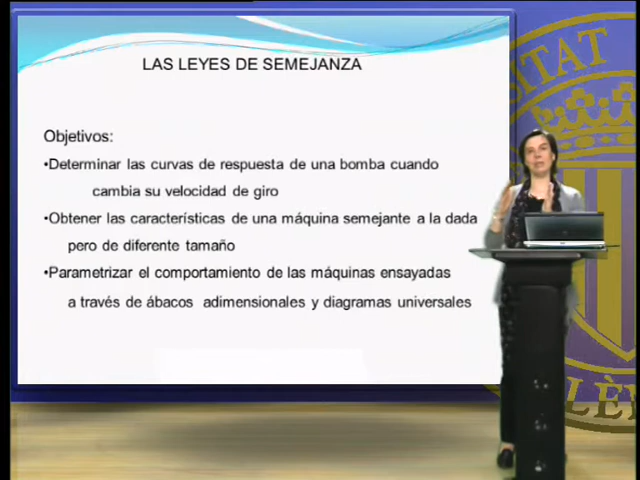 LAS LEYES DE SEMEJANZA
Objetivos:
•Determinar las curvas de respuesta de una bomba cuando
cambia su velocidad de giro
•Obtener las características de una máquina semejante a la dada
pero de diferente tamaño
•Parametrizar el comportamiento de las máquinas ensayadas
a través de ábacos adimensionales y diagramas universales